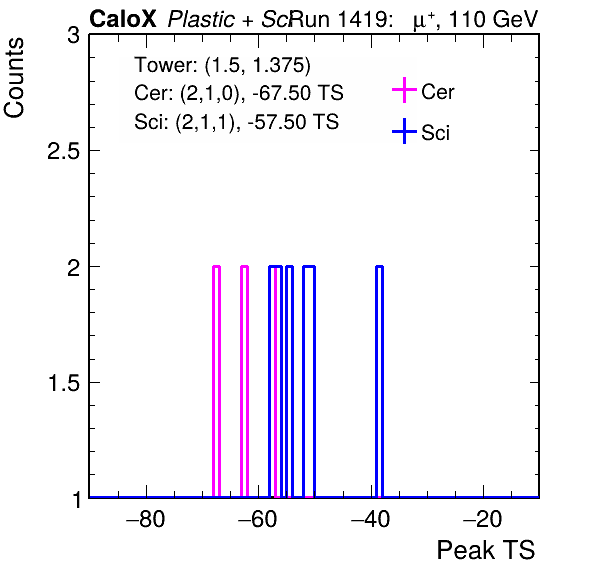 CaloX Plastic + Sci Run 1419: μ⁺, 110 GeV
Counts
3
2.5
2
1.5
1
Tower: (1.5, 1.375)
Cer: (2,1,0), -67.50 TS
Sci: (2,1,1), -57.50 TS
Cer
Sci
−80 −60 −40 −20
Peak TS